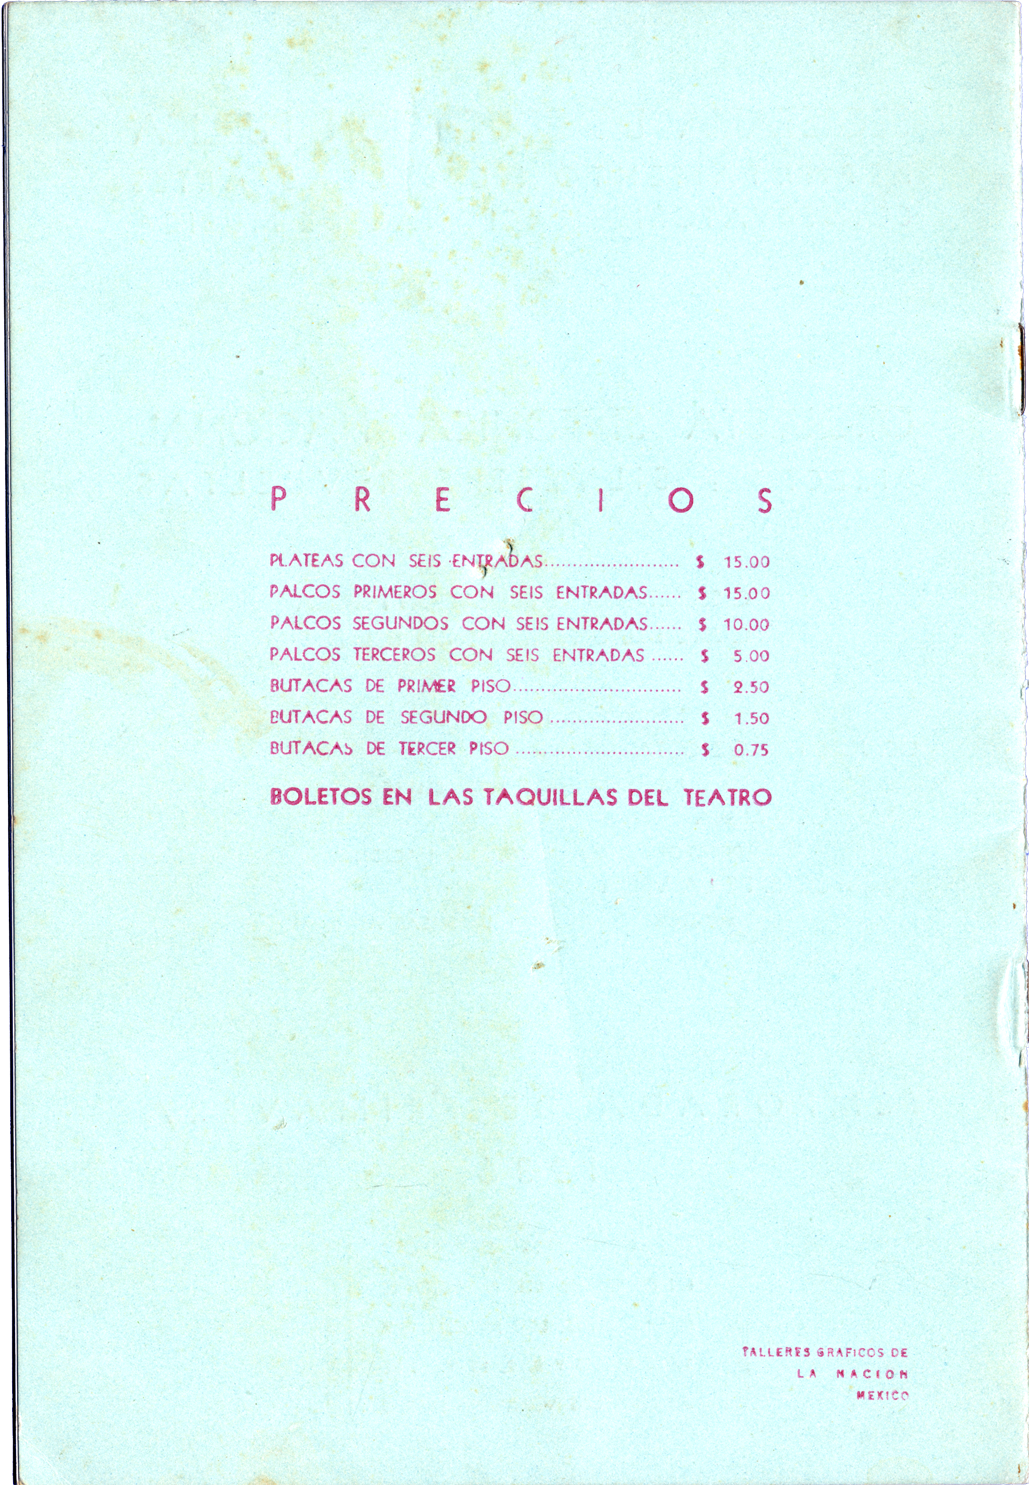 PRECIOS
PLATEAS CON SEIS ENTRADAS........................ $ 15.00
PALCOS PRIMEROS CON SEIS ENTRADAS...... $ 15.00
PALCOS SEGUNDOS CON SEIS ENTRADAS...... $ 10.00
PALCOS TERCEROS CON SEIS ENTRADAS ...... $ 5.00
BUTACAS DE PRIMER PISO.............................. $ 2.50
BUTACAS DE SEGUNDO PISO ........................ $ 1.50
BUTACAS DE TERCER PISO .............................. $ 0.75
BOLETOS EN LAS TAQUILLAS DEL TEATRO
TALLERES GRAFICOS DE
LA NACION
MEXICO